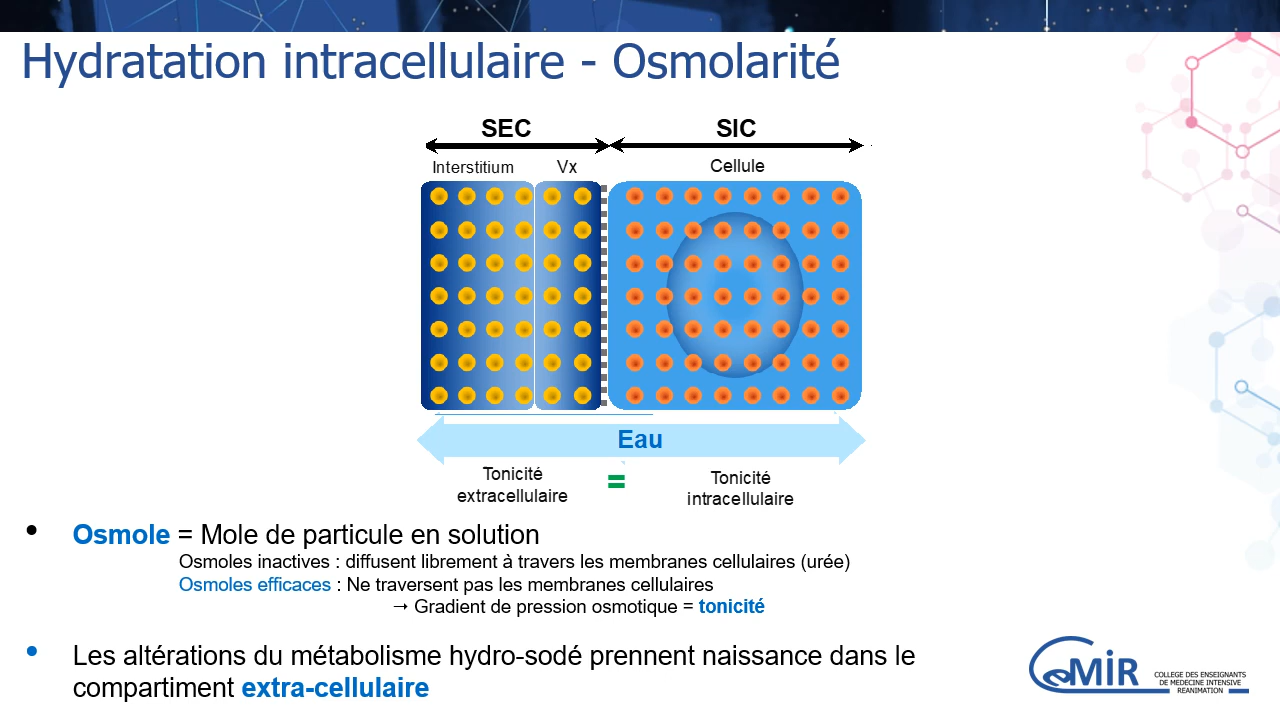 Hydratation intracellulaire - Osmolarité
SEC
SIC
Interstitium
Vx
Cellule
Eau
Tonicité
extracellulaire
=
Tonicité
intracellulaire
• Osmole = Mole de particule en solution
Osmoles inactives : diffusent librement à travers les membranes cellulaires (urée)
Osmoles efficaces : Ne traversent pas les membranes cellulaires
→ Gradient de pression osmotique = tonicité
• Les altérations du métabolisme hydro-sodé prennent naissance dans le
compartiment extra-cellulaire
CeMIR
COLLEGE DES ENSEIGNANTS
DE MEDECINE INTENSIVE
REANIMATION